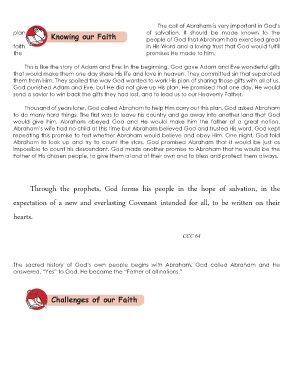 The call of Abraham is very important in God's
plan of salvation. It should be made known to the
Knowing our Faith
people of God that Abraham had exercised great
faith in His Word and a loving trust that God would fulfill
the promises He made to him.
This is like the story of Adam and Eve: In the beginning, God gave Adam and Eve wonderful gifts
that would make them one day share His life and love in heaven. They committed sin that separated
them from Him. They spoiled the way God wanted to work His plan of sharing those gifts with all of us.
God punished Adam and Eve, but He did not give up His plan. He promised that one day, He would
send a savior to win back the gifts they had lost, and to lead us to our Heavenly Father.
Thousand of years later, God called Abraham to help Him carry out this plan. God asked Abraham
to do many hard things. The first was to leave his country and go away into another land that God
would give him. Abraham obeyed God and He would make him the father of a great nation.
Abraham's wife had no child at this time but Abraham believed God and trusted His word. God kept
repeating this promise to test whether Abraham would believe and obey Him. One night, God told
Abraham to look up and try to count the stars. God promised Abraham that it would be just as
impossible to count his descendant. God made another promise to Abraham that he would be the
Father of His chosen people, to give them a land of their own and to bless and protect them always.
Through the prophets, God forms his people in the hope of salvation, in the
expectation of a new and everlasting Covenant intended for all, to be written on their
hearts.
CCC 64
The sacred history of God's own people begins with Abraham. God called Abraham and He
answered, "Yes" to God. He became the "Father of all nations."
Challenges of our Faith